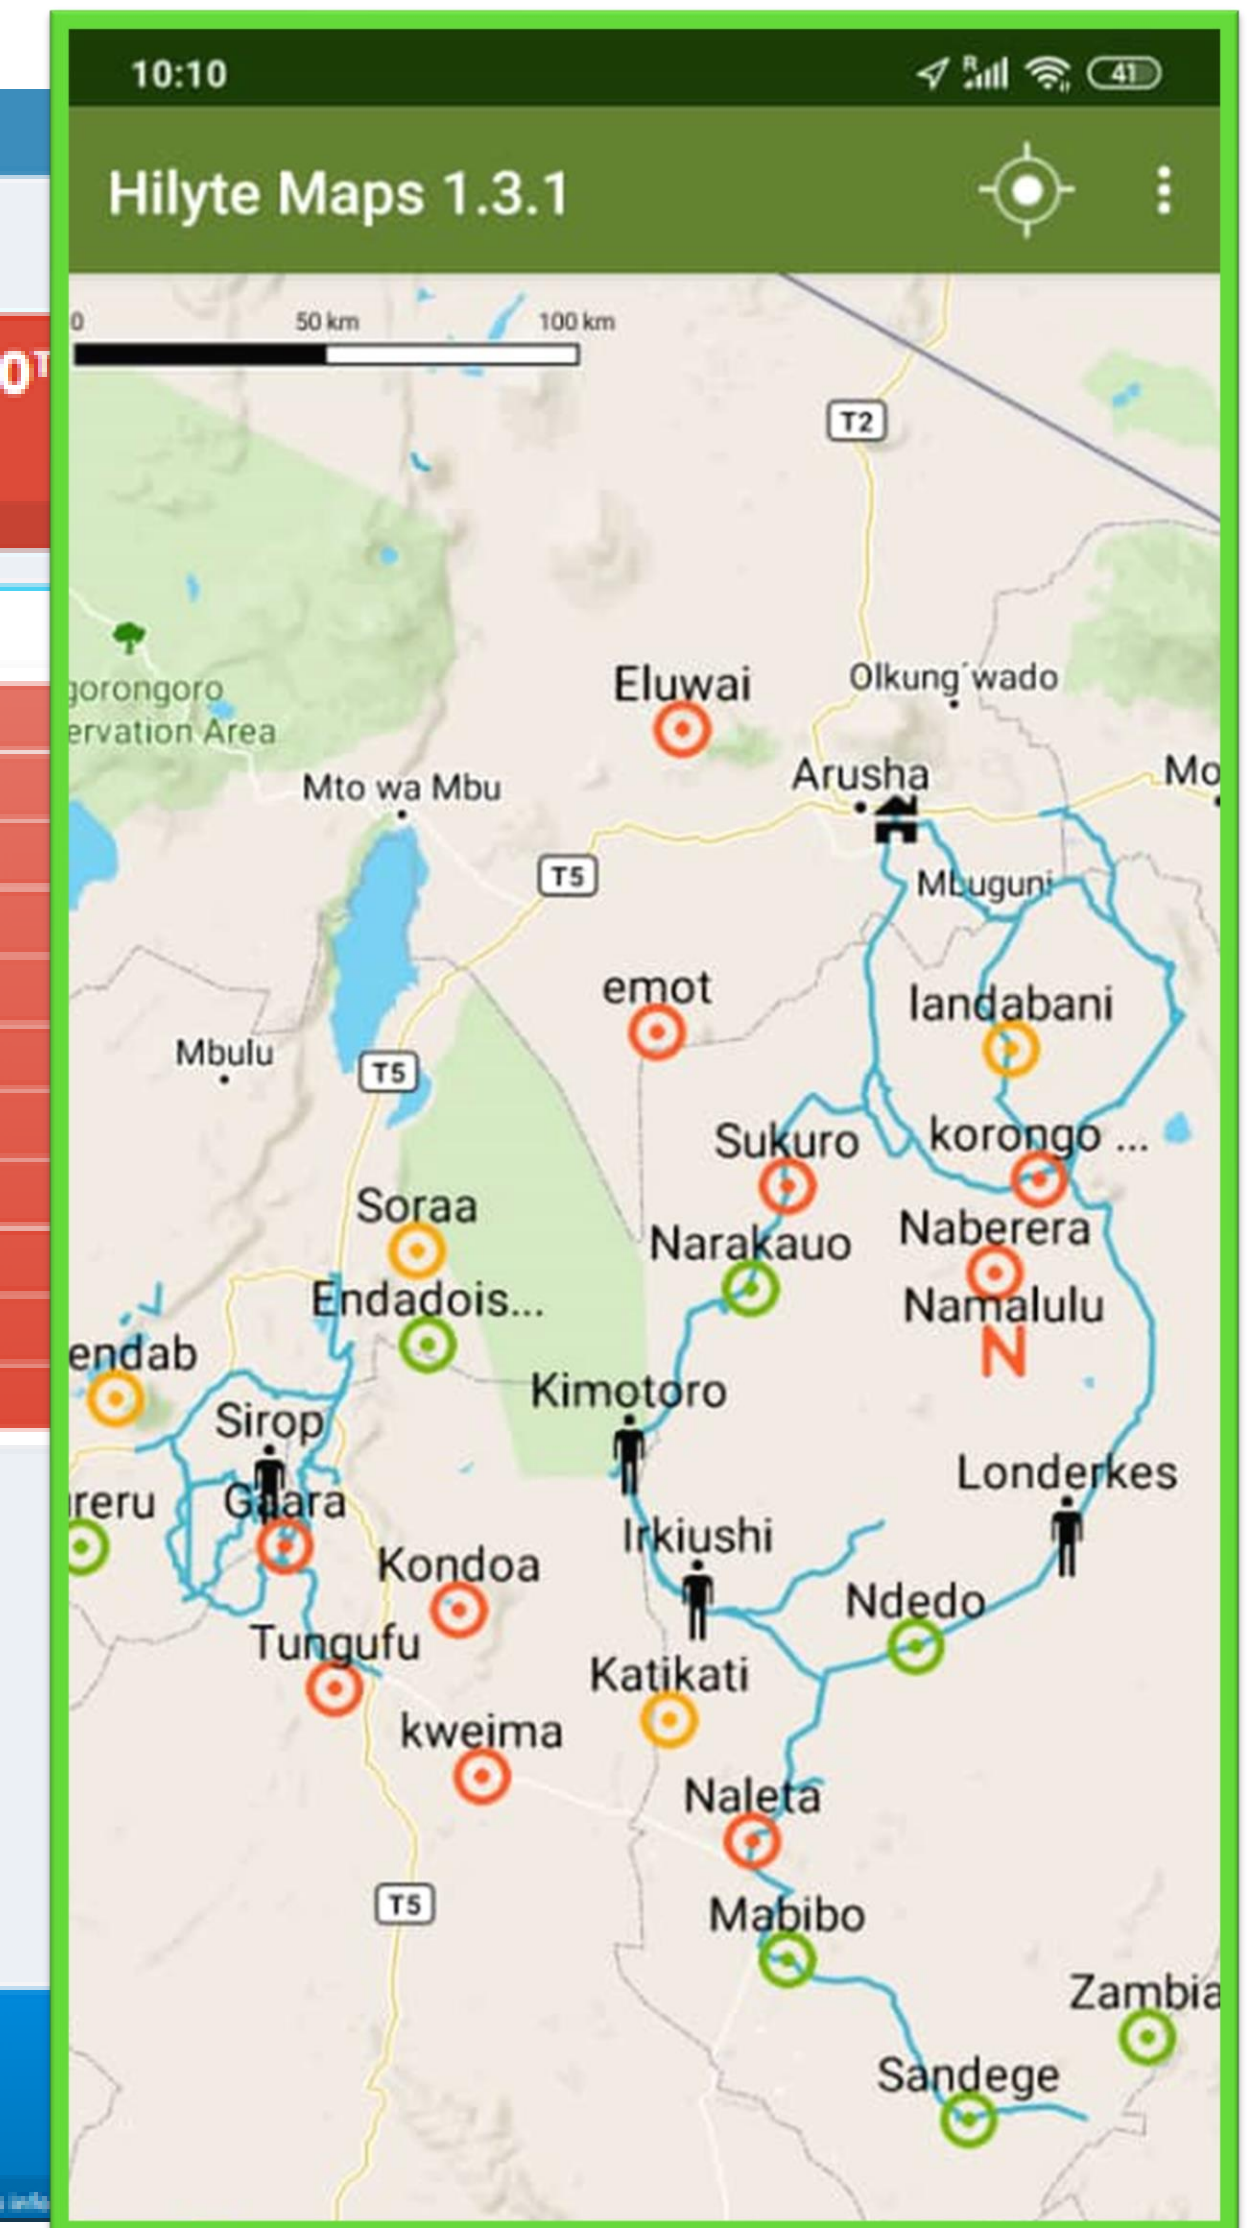 10:10
R
41
Hilyte Maps 1.3.1
0 50 km 100 km
T2
gorongoro
ervation Area
Eluwai
Olkung'wado
Mto wa Mbu
Arusha
Mo
T5
Mbuguni
emot
landabani
Mbulu
T5
Sukuro
korongo ...
Soraa
Narakauo
Naberera
Endadois...
Namalulu
N
endab
Kimotoro
Sirop
Londerkes
ireru
Gaara
Irkiushi
Kondoa
Ndedo
Tungufu
Katikati
kweima
Naleta
T5
Mabibo
Zambia
Sandege